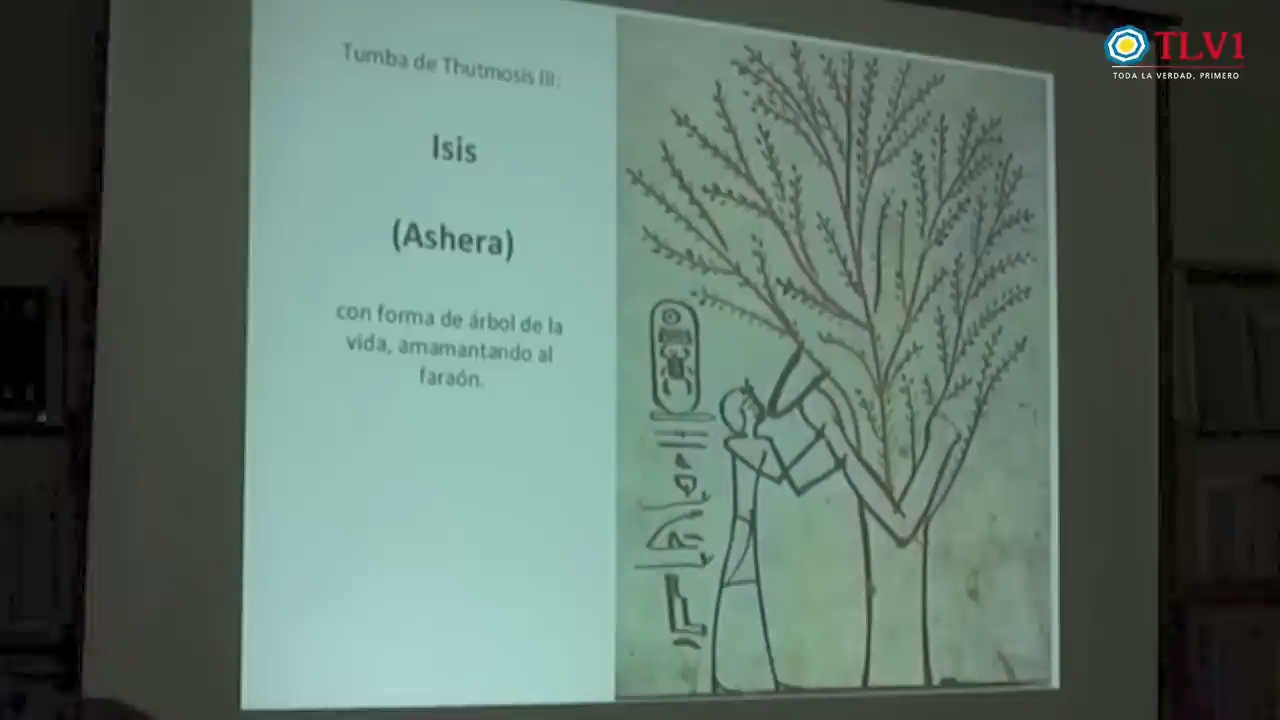 Tumba de Thutmosis III:
Isis
(Ashera)
con forma de árbol de la
vida, amamantando al
faraón.
TLV1
TODA LA VERDAD, PRIMERO